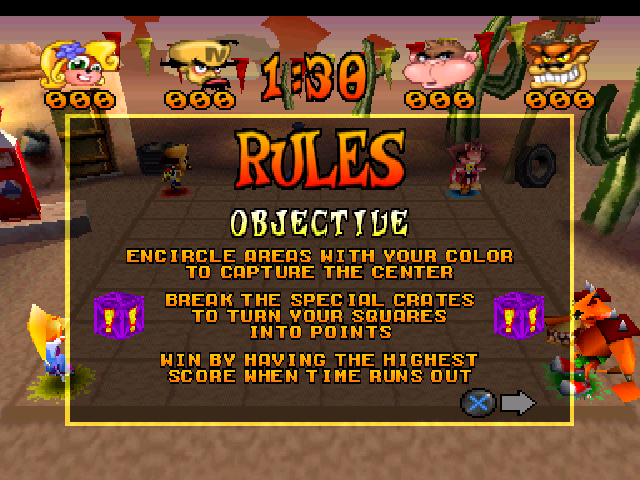 1:30
000 000 000 000
RULES
OBJECTIVE
ENCIRCLE AREAS WITH YOUR COLOR
TO CAPTURE THE CENTER
BREAK THE SPECIAL CRATES
TO TURN YOUR SQUARES
INTO POINTS
WIN BY HAVING THE HIGHEST
SCORE WHEN TIME RUNS OUT